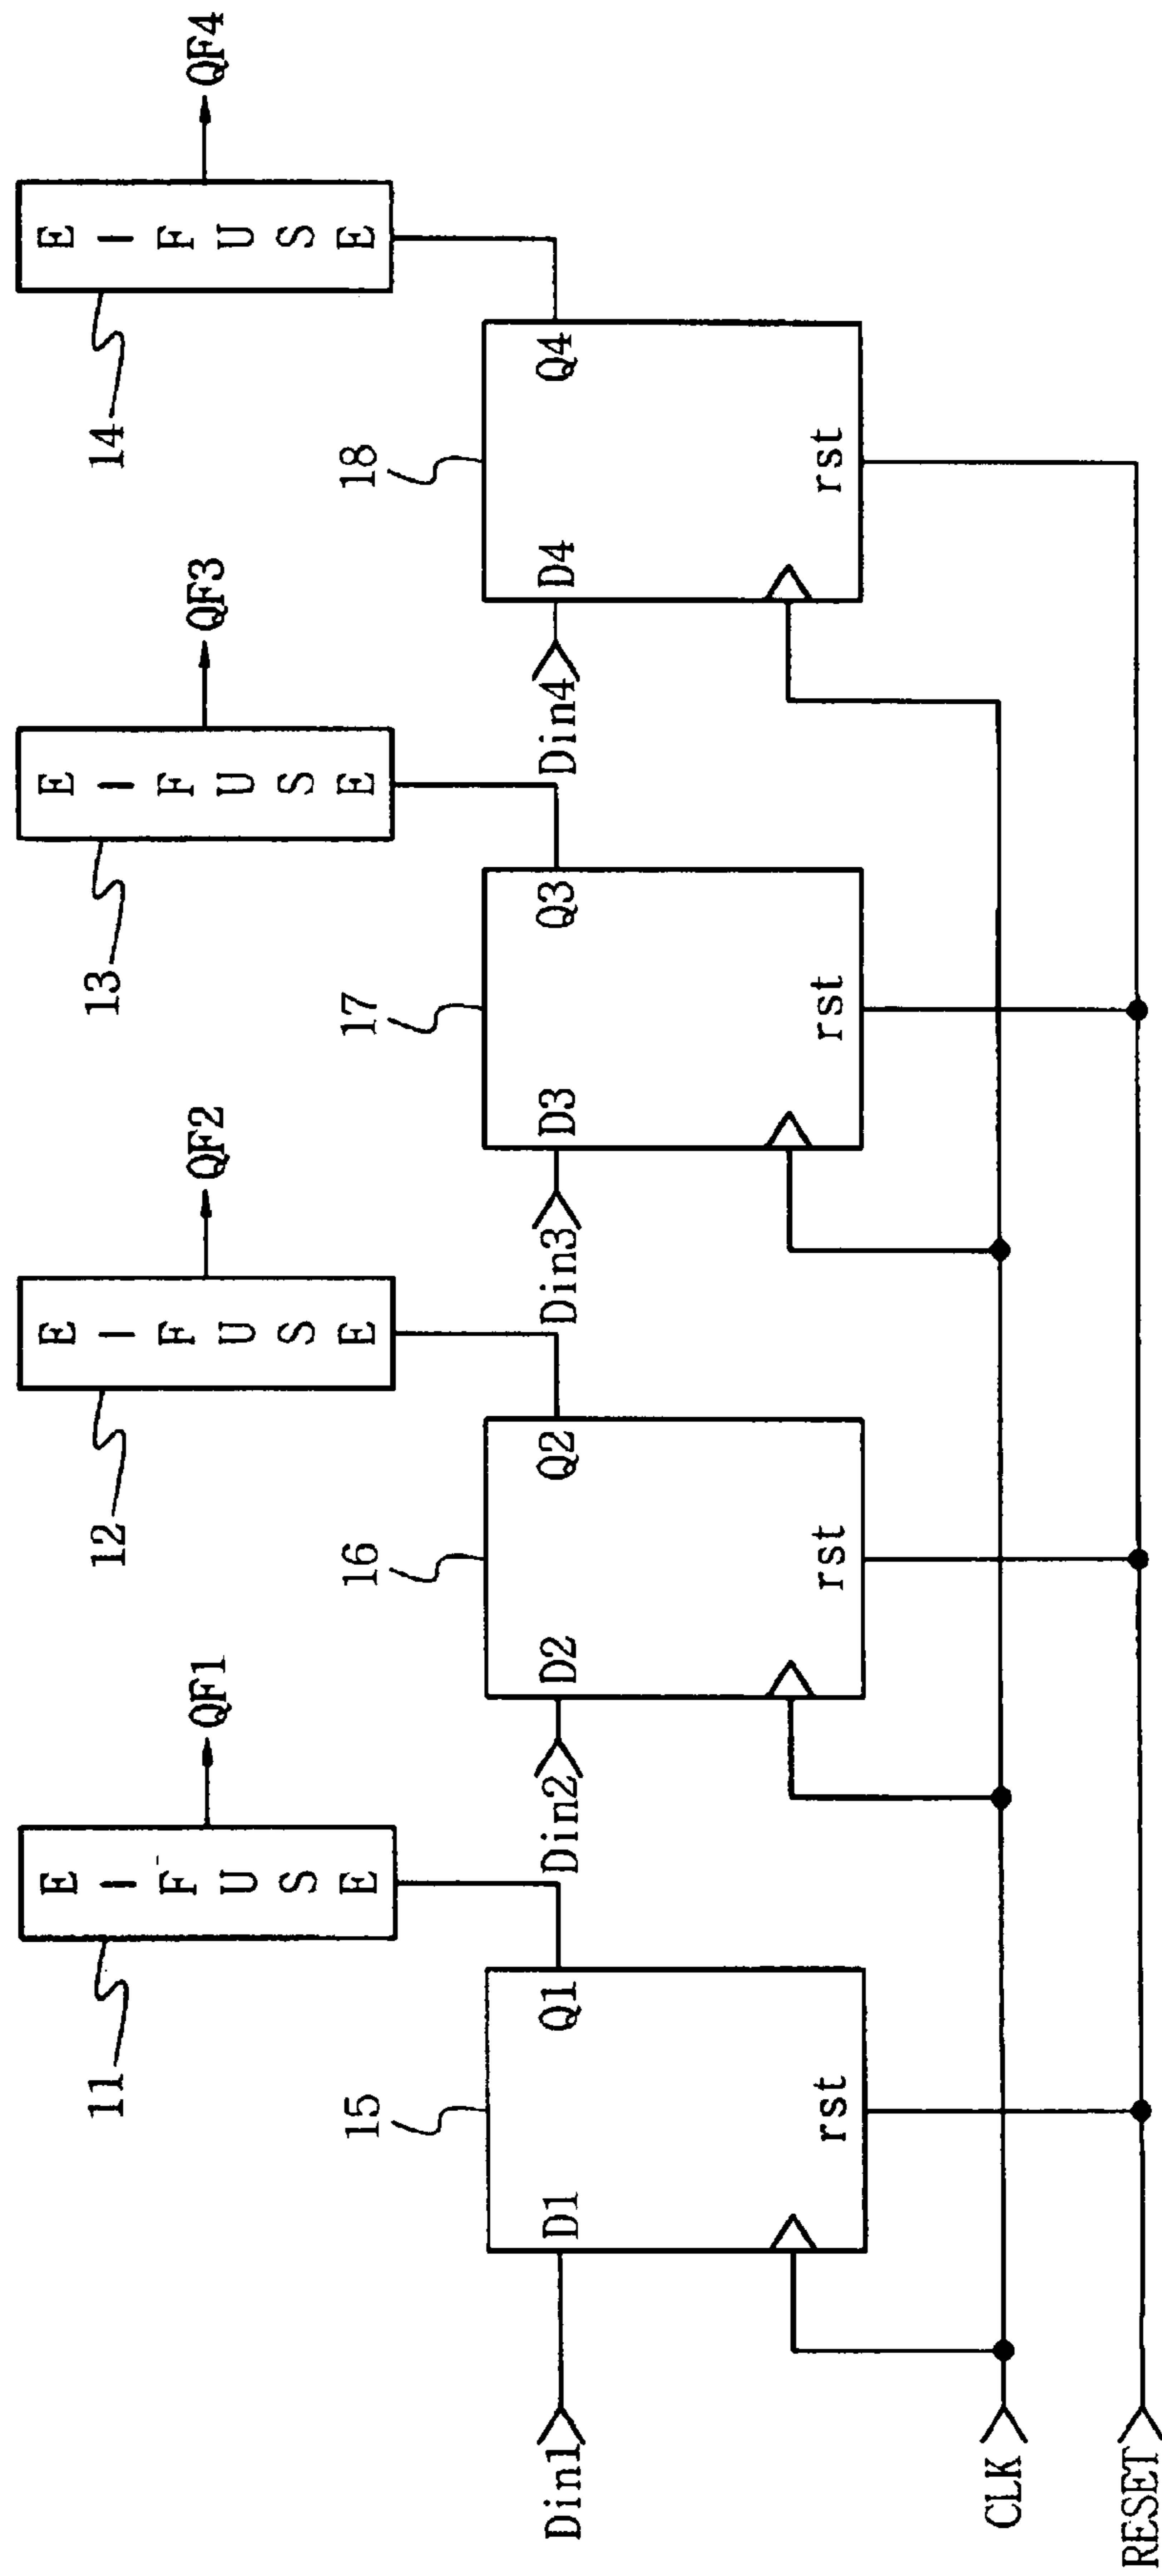 QF1
QF2
QF3
QF4
E-FUSE
E-FUSE
E-FUSE
E-FUSE
11
12
13
14
15
16
17
18
Din1
D1
Q1
Din2
D2
Q2
Din3
D3
Q3
Din4
D4
Q4
rst
rst
rst
rst
CLK
RESET